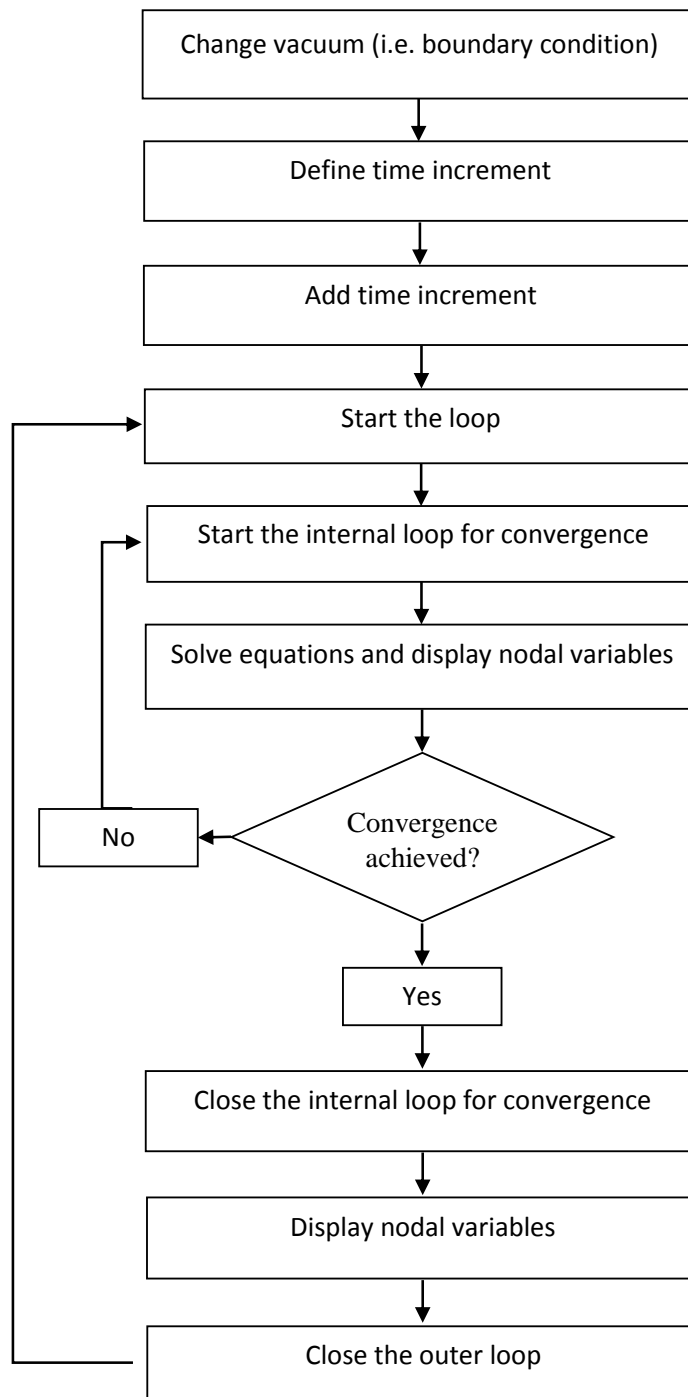 Change vacuum (i.e. boundary condition)
Define time increment
Add time increment
Start the loop
Start the internal loop for convergence
Solve equations and display nodal variables
Convergence
achieved?
No
Yes
Close the internal loop for convergence
Display nodal variables
Close the outer loop